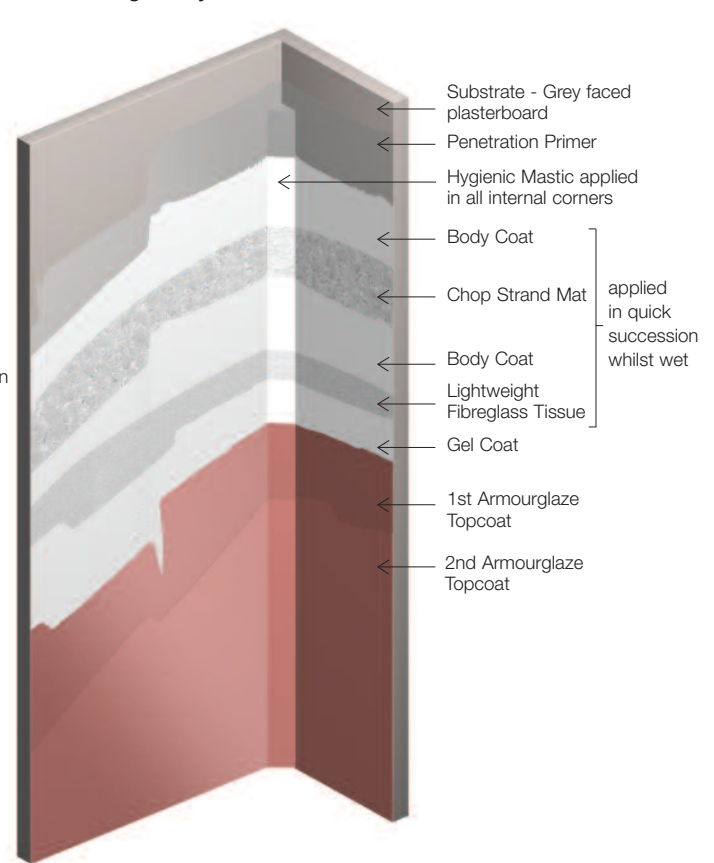 Substrate - Grey faced
plasterboard
Penetration Primer
Hygienic Mastic applied
in all internal corners
Body Coat
Chop Strand Mat
applied
in quick
succession
whilst wet
Body Coat
Lightweight
Fibreglass Tissue
Gel Coat
1st Armourglaze
Topcoat
2nd Armourglaze
Topcoat